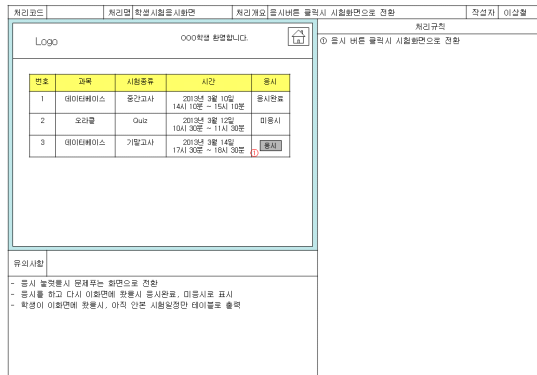 처리코드 처리명 학생시험응시화면 처리개요 응시버튼 클릭시 시험화면으로 전환 작성자 이상철
처리규칙
Logo 000학생 환영합니다.
① 응시 버튼 클릭시 시험화면으로 전환
번호 과목 시험종류 시간 응시
1 데이터베이스 중간고사 2013년 3월 10일 응시완료
14시 10분 ~ 15시 10분
2 오라클 Quiz 2013년 3월 12일 미응시
10시 30분 ~ 11시 30분
3 데이터베이스 기말고사 2013년 3월 14일 응시
17시 30분 ~ 18시 30분
①
유의사항
- 응시 눌렀을시 문제푸는 화면으로 전환
- 응시를 하고 다시 이화면에 왔을시 응시완료, 미응시로 표시
- 학생이 이화면에 왔을시, 아직 안본 시험일정만 테이블로 출력